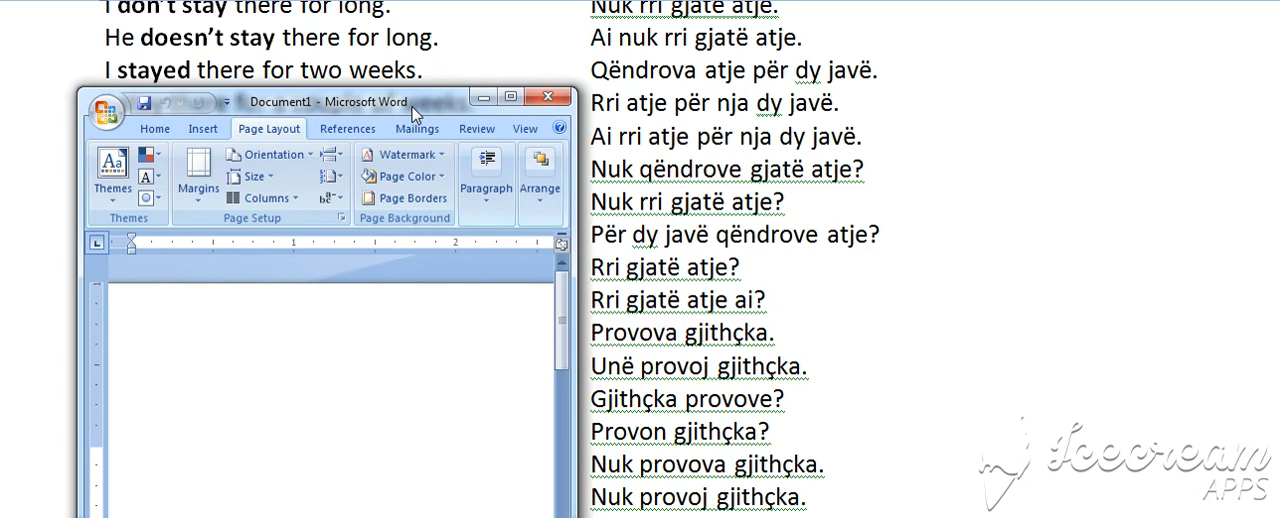 I don't stay there for long.
He doesn't stay there for long.
I stayed there for two weeks.
weeks.
Document1 - Microsoft Word
Home Insert Page Layout References Mailings Review View
Themes
Margins
Orientation
Size
Columns
Watermark
Page Color
Page Borders
Paragraph
Arrange
Themes Page Setup Page Background
1 2
Nuk rri gjatë atje.
Ai nuk rri gjatë atje.
Qëndrova atje për dy javë.
Rri atje për nja dy javë.
Ai rri atje për nja dy javë.
Nuk qëndrove gjatë atje?
Nuk rri gjatë atje?
Për dy javë qëndrove atje?
Rri gjatë atje?
Rri gjatë atje ai?
Provova gjithçka.
Unë provoj gjithçka.
Gjithçka provove?
Provon gjithçka?
Nuk provova gjithçka.
Nuk provoj gjithçka.
Icecream
APPS